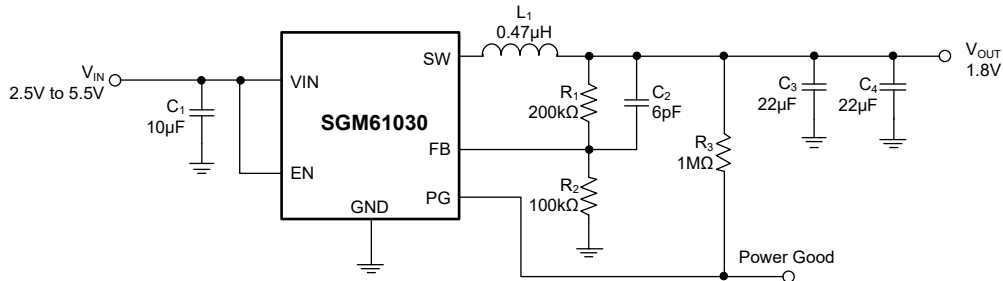 L1
0.47µH
VIN
2.5V to 5.5V
C1
10µF
VIN
EN
SGM61030
GND
SW
FB
PG
R1
200kΩ
C2
6pF
R2
100kΩ
R3
1MΩ
C3
22µF
C4
22µF
VOUT
1.8V
Power Good